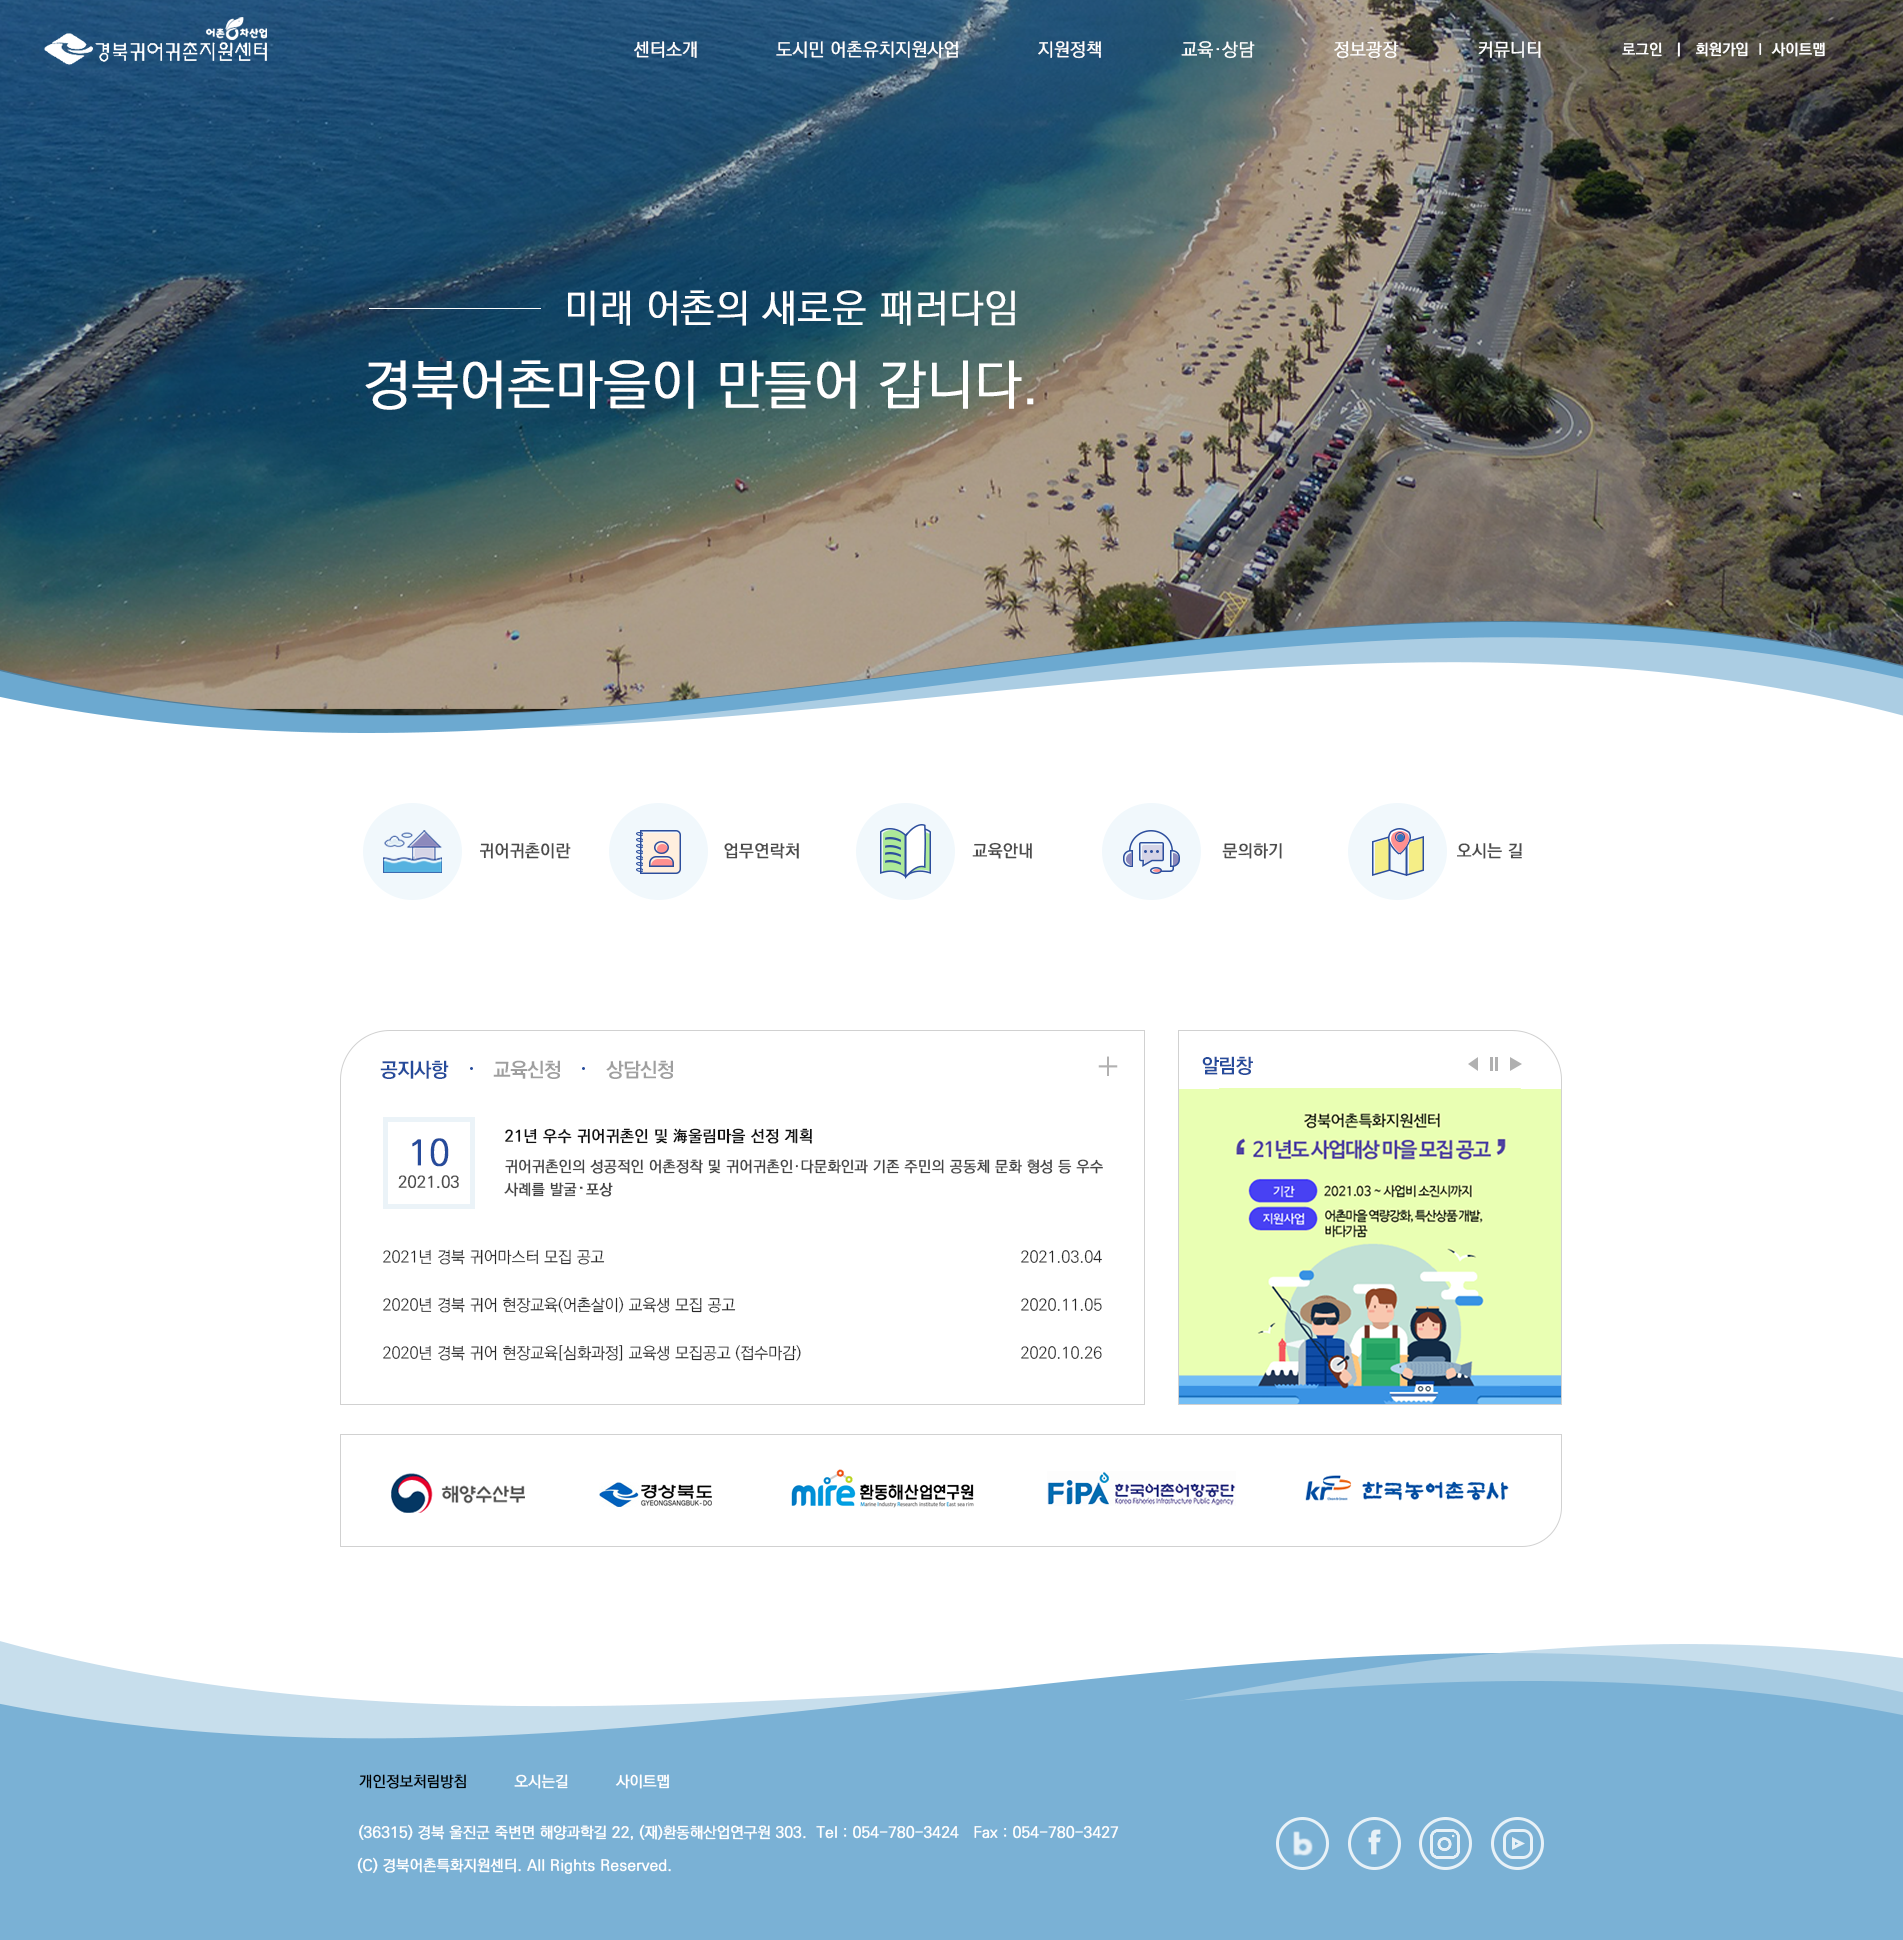 어촌6차산업
경북귀어귀촌지원센터
센터소개 도시민 어촌유치지원사업 지원정책 교육·상담 정보광장 커뮤니티 로그인 | 회원가입 | 사이트맵
미래 어촌의 새로운 패러다임
경북어촌마을이 만들어 갑니다.
귀어귀촌이란 업무연락처 교육안내 문의하기 오시는 길
공지사항 · 교육신청 · 상담신청
10
2021.03
21년 우수 귀어귀촌인 및 海울림마을 선정 계획
귀어귀촌인의 성공적인 어촌정착 및 귀어귀촌인·다문화인과 기존 주민의 공동체 문화 형성 등 우수
사례를 발굴·포상
2021년 경북 귀어마스터 모집 공고 2021.03.04
2020년 경북 귀어 현장교육(어촌살이) 교육생 모집 공고 2020.11.05
2020년 경북 귀어 현장교육[심화과정] 교육생 모집공고 (접수마감) 2020.10.26
알림창
경북어촌특화지원센터
‘ 21년도 사업대상 마을 모집 공고 ’
기간 2021.03 ~ 사업비 소진시까지
지원사업 어촌마을 역량강화, 특산상품 개발,
바다가꿈
해양수산부
경상북도
GYEONGSANGBUK-DO
mire 환동해산업연구원
Marine Industry Research Institute for East sea rim
FiPA 한국어촌어항공단
Korea Fisheries Infrastructure Public Agency
kr 한국농어촌공사
개인정보처림방침 오시는길 사이트맵
(36315) 경북 울진군 죽변면 해양과학길 22, (재)환동해산업연구원 303. Tel : 054-780-3424 Fax : 054-780-3427
(C) 경북어촌특화지원센터. All Rights Reserved.